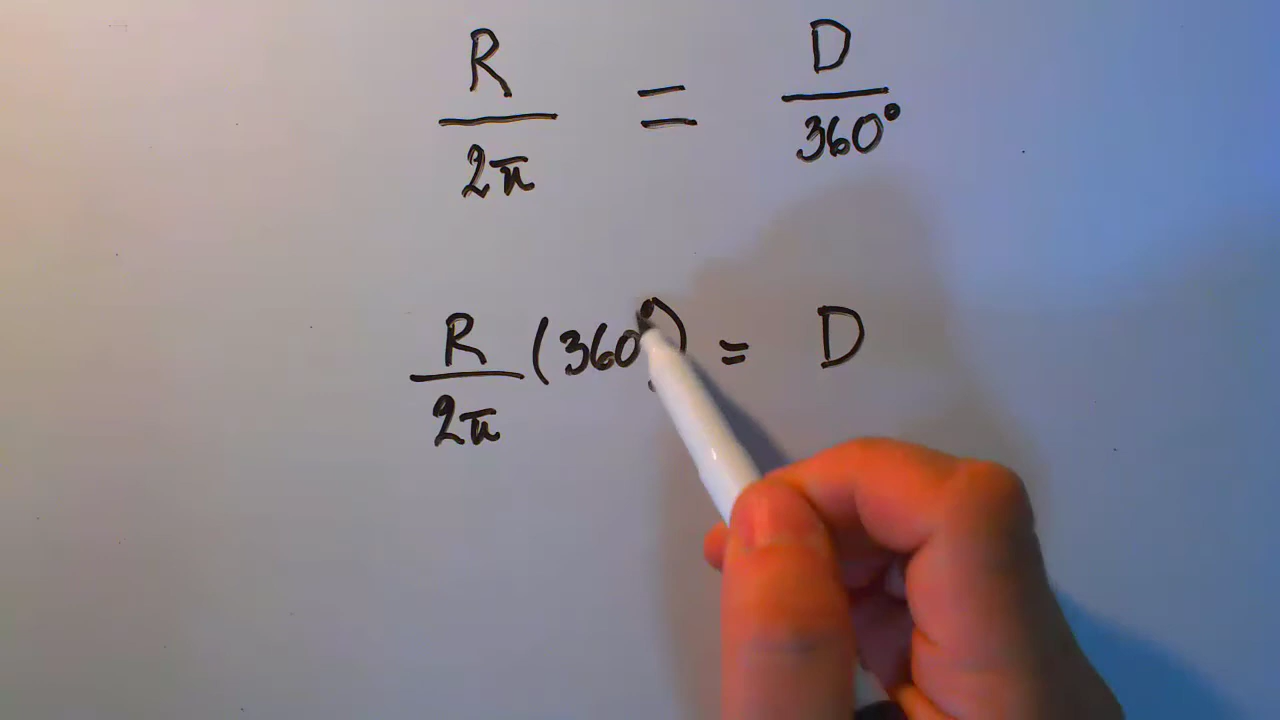 R/2π = D/360°
R/2π (360°) = D